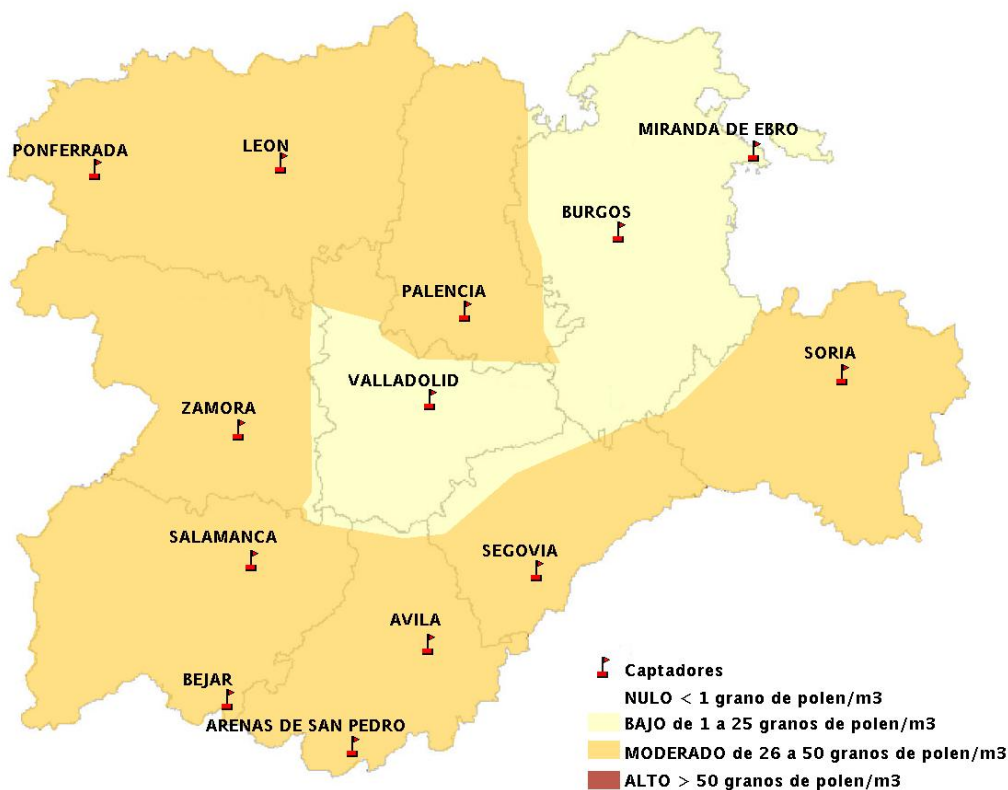 MIRANDA DE EBRO
PONFERRADA
LEON
BURGOS
PALENCIA
SORIA
VALLADOLID
ZAMORA
SALAMANCA
SEGOVIA
AVILA
BEJAR
ARENAS DE SAN PEDRO
Captadores
NULO < 1 grano de polen/m3
BAJO de 1 a 25 granos de polen/m3
MODERADO de 26 a 50 granos de polen/m3
ALTO > 50 granos de polen/m3